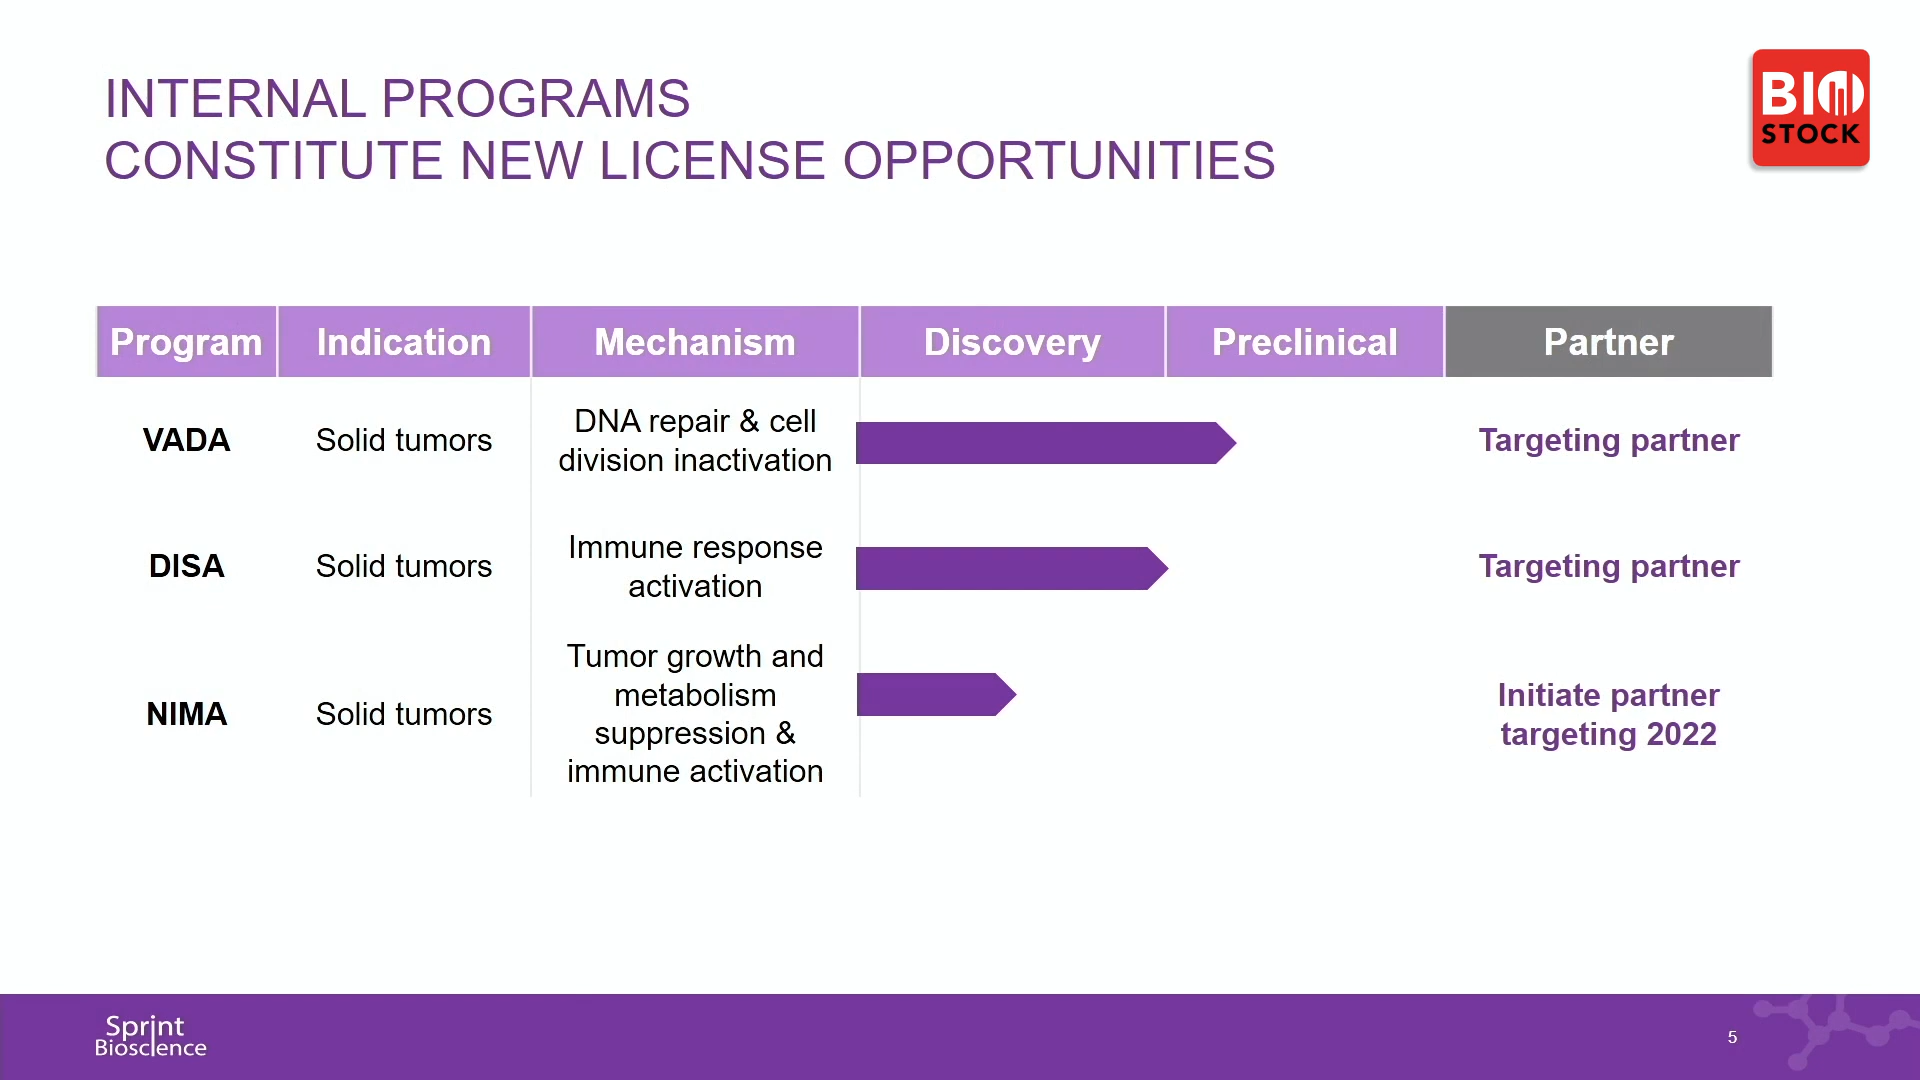 INTERNAL PROGRAMS
CONSTITUTE NEW LICENSE OPPORTUNITIES
BIO
STOCK
Program Indication Mechanism Discovery Preclinical Partner
VADA
Solid tumors
DNA repair & cell
division inactivation
Targeting partner
DISA
Solid tumors
Immune response
activation
Targeting partner
NIMA
Solid tumors
Tumor growth and
metabolism
suppression &
immune activation
Initiate partner
targeting 2022
Sprint
Bioscience
5